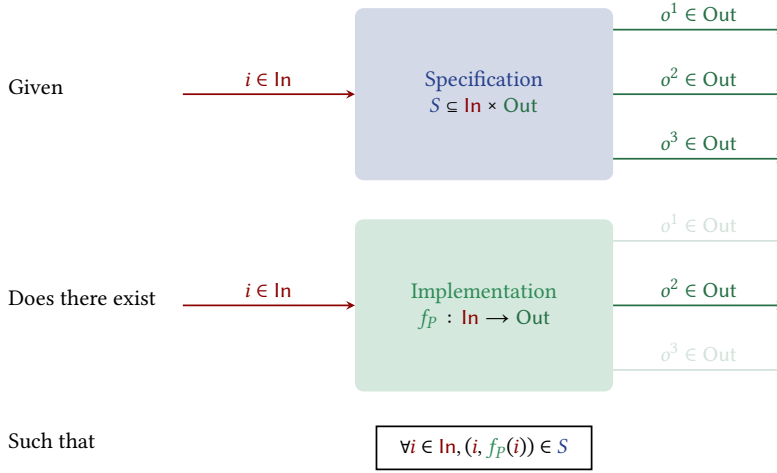 o¹ ∈ Out
Given
i ∈ In
Specification
S ⊆ In × Out
o² ∈ Out
o³ ∈ Out
o¹ ∈ Out
Does there exist
i ∈ In
Implementation
f_P : In ⟶ Out
o² ∈ Out
o³ ∈ Out
Such that
∀i ∈ In, (i, f_P(i)) ∈ S